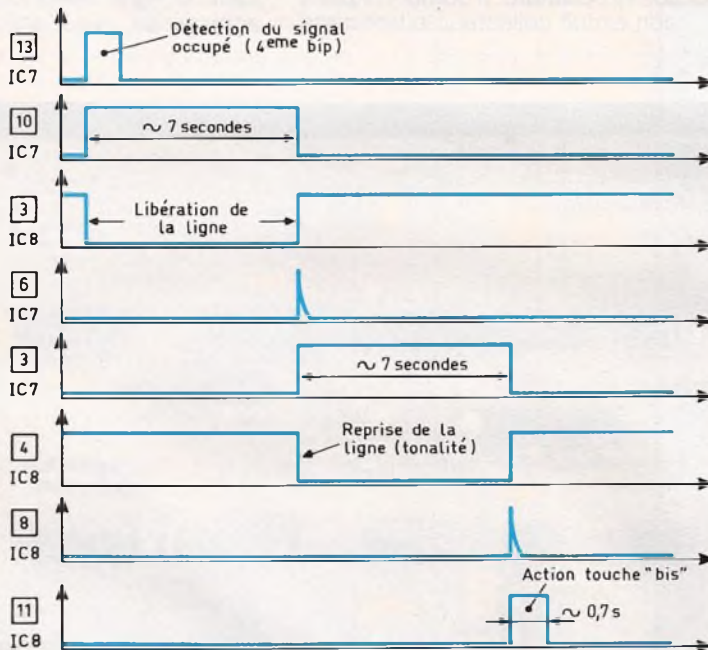 13
IC7
Détection du signal
occupé (4eme bip)
10
IC7
~ 7 secondes
3
IC8
Libération de
la ligne
6
IC7
3
IC7
~ 7 secondes
4
IC8
Reprise de la
ligne (tonalité)
8
IC8
11
IC8
Action touche "bis"
~ 0,7 s